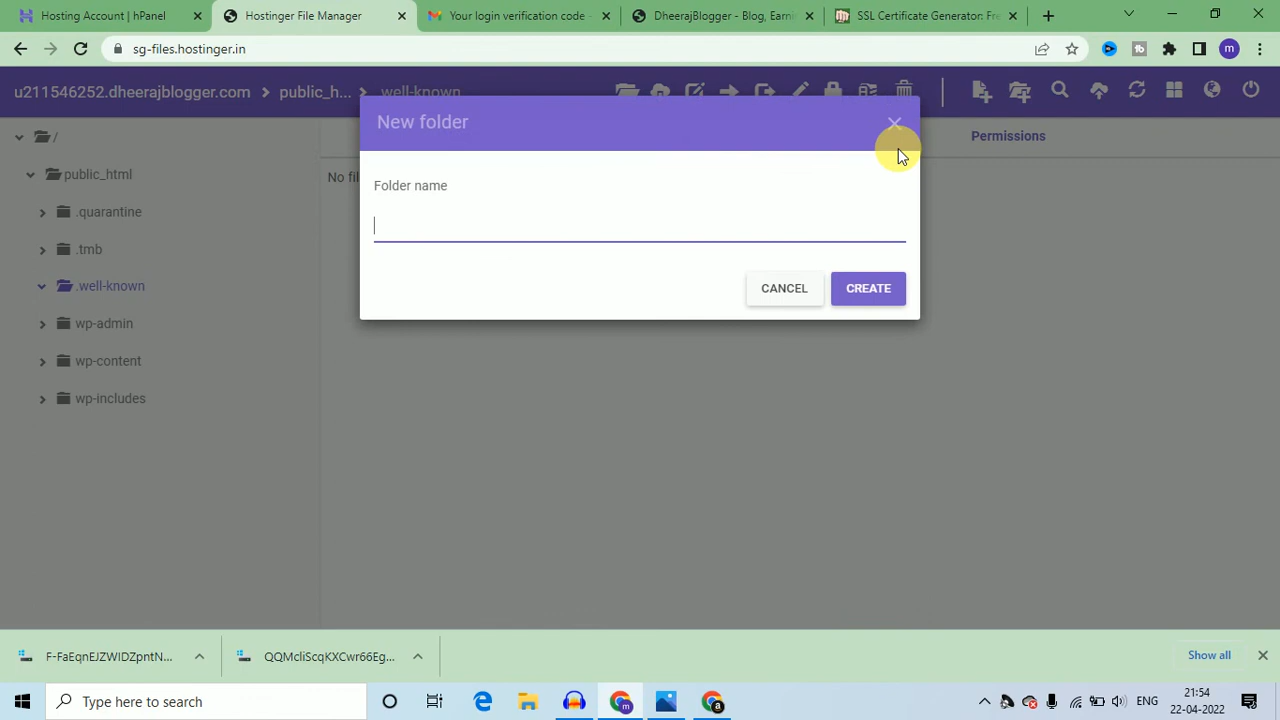 Hosting Account | hPanel
Hostinger File Manager
Your login verification code -
DheerajBlogger - Blog, Earni
SSL Certificate Generator: Fre
sg-files.hostinger.in
m
u211546252.dheerajblogger.com
public_h...
well-known
New folder
Permissions
/
public_html
.quarantine
.tmb
.well-known
wp-admin
wp-content
wp-includes
No fil
Folder name
CANCEL
CREATE
F-FaEqnEJZWIDZpntN...
QQMcliScqKXCwr66Eg...
Show all
Type here to search
m
a
ENG
21:54
22-04-2022